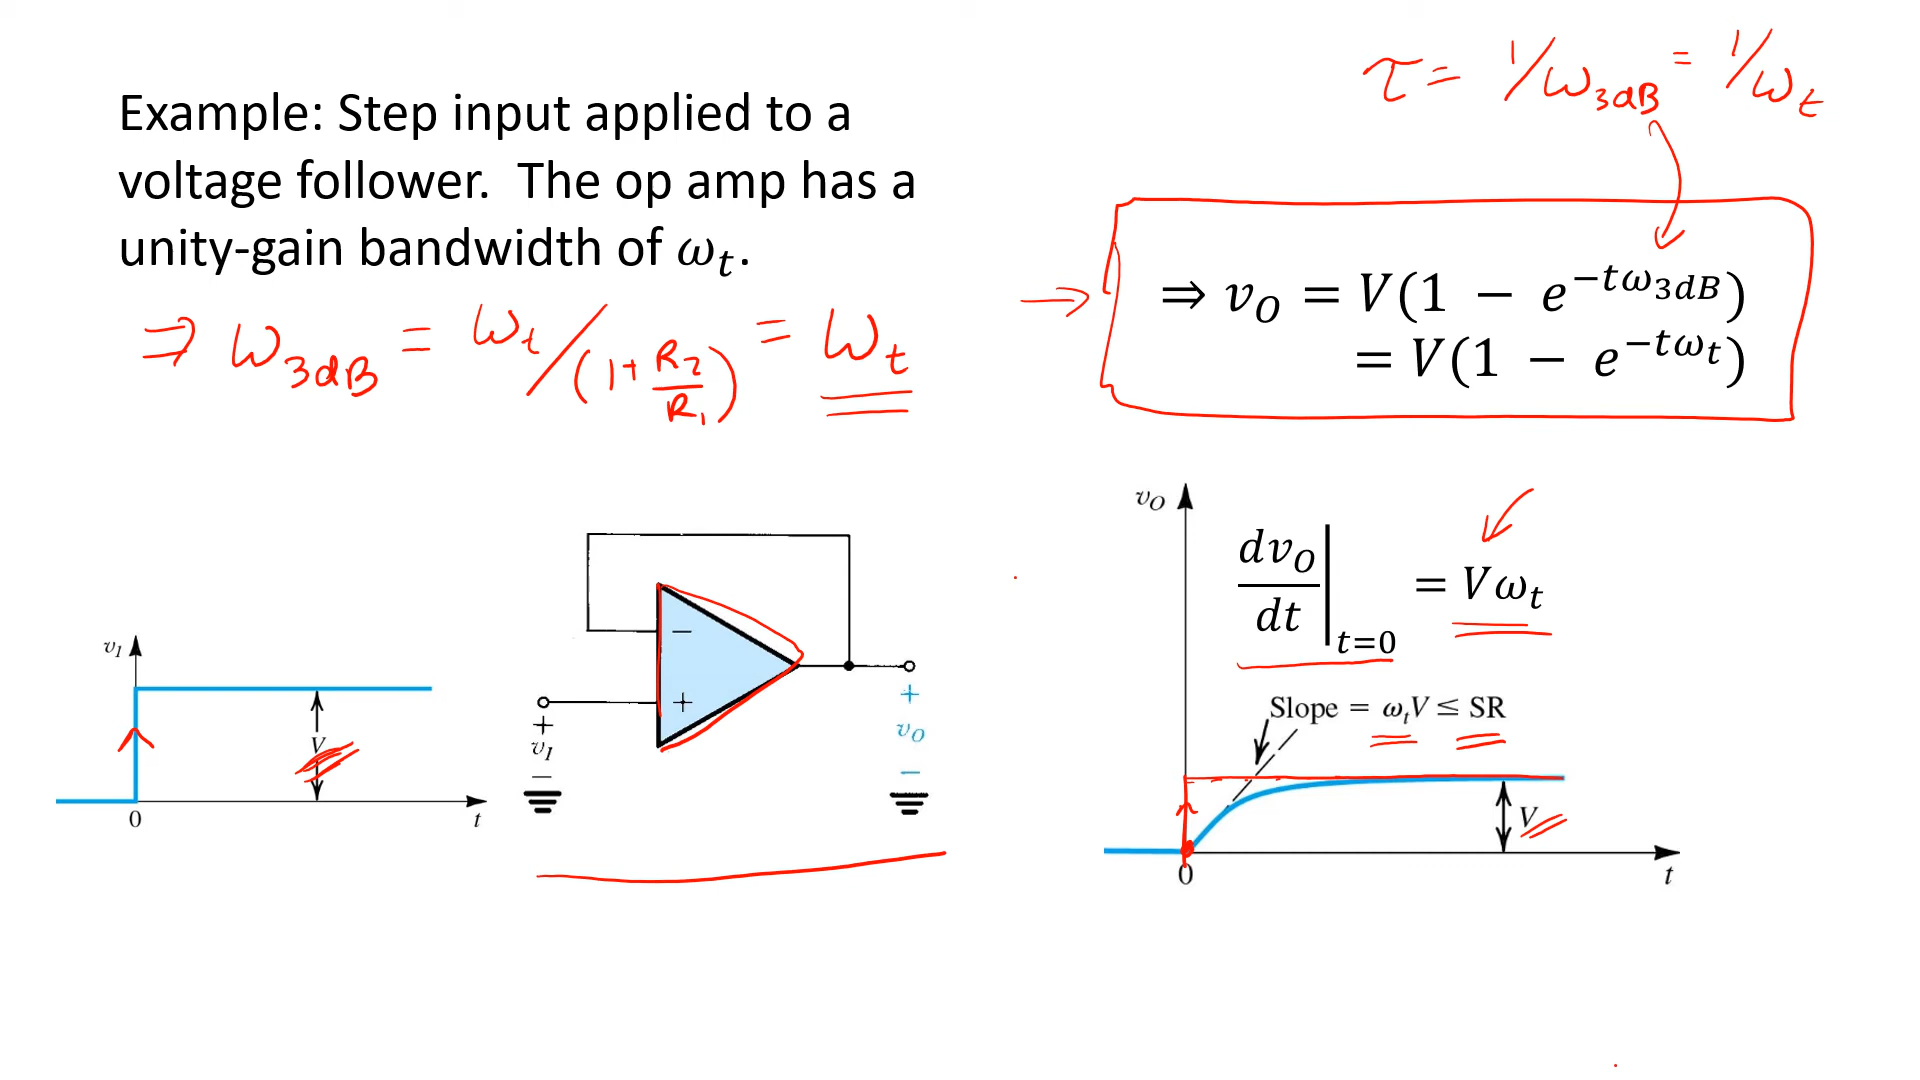 τ = 1/ω3dB = 1/ωt
Example: Step input applied to a
voltage follower. The op amp has a
unity-gain bandwidth of ωt.
⇒ ω3dB = ωt/(1+R2/R1) = ωt
→ ⇒ vO = V(1 − e^−tω3dB)
= V(1 − e^−tωt)
vI
V
0
t
−
+
+
vI
−
+
vO
−
vO
dvO/dt|t=0 = Vωt
Slope = ωtV ≤ SR
V
0
t